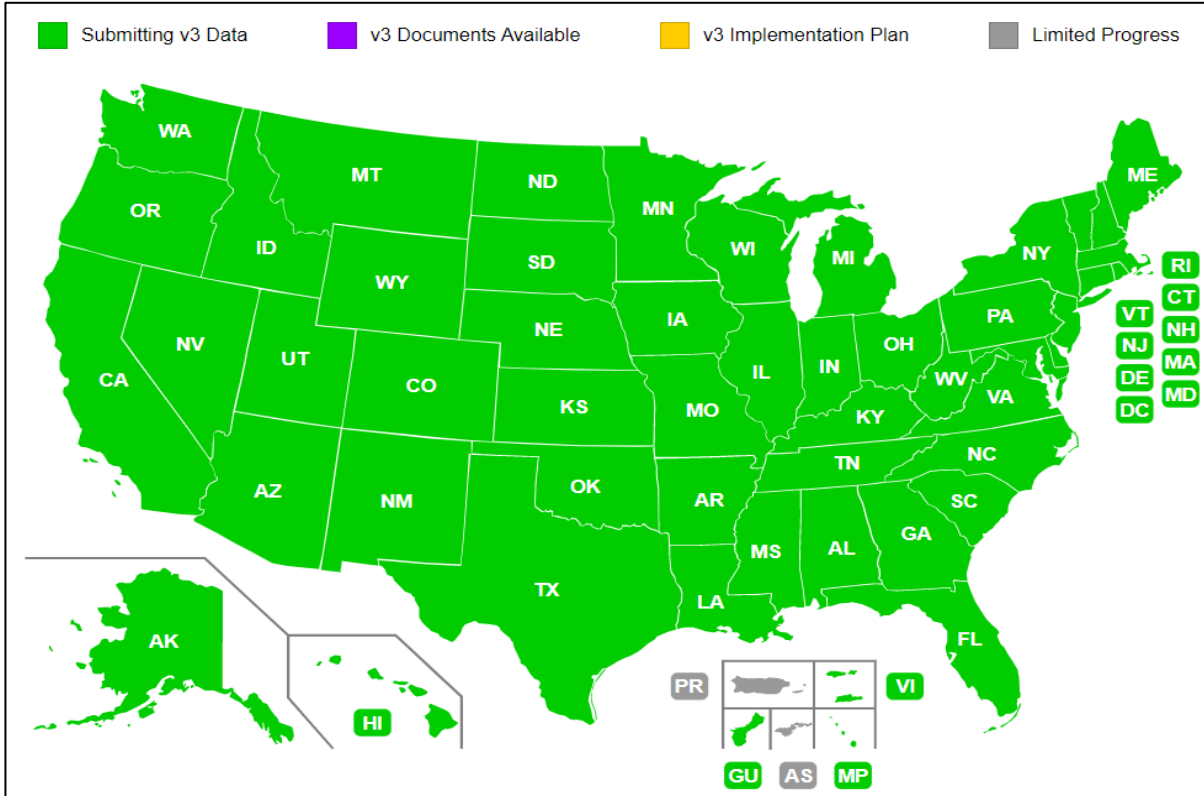 Submitting v3 Data
v3 Documents Available
v3 Implementation Plan
Limited Progress
WA
MT
ND
MN
ME
OR
ID
WY
SD
WI
MI
NY
RI
CT
VT
NH
NJ
MA
DE
MD
DC
NV
UT
CO
NE
IA
IL
IN
OH
PA
CA
KS
MO
KY
WV
VA
AZ
NM
OK
AR
TN
NC
SC
TX
LA
MS
AL
GA
FL
AK
HI
PR
VI
GU
AS
MP